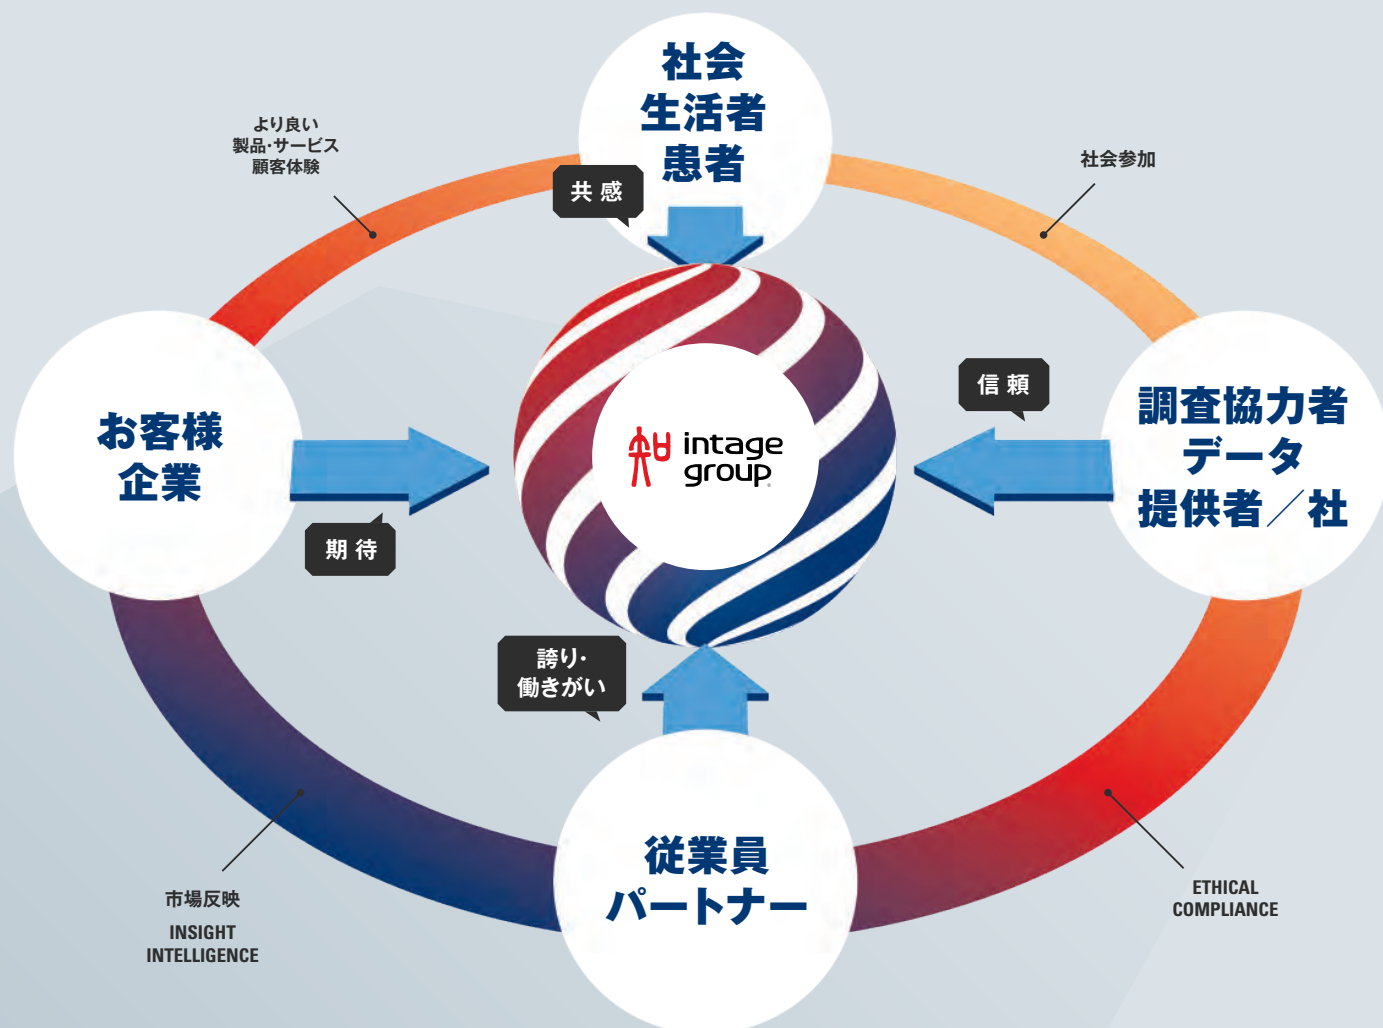 社会
生活者
患者
より良い
製品・サービス
顧客体験
社会参加
共感
信頼
お客様
企業
intage
group
調査協力者
データ
提供者／社
期待
誇り・
働きがい
従業員
パートナー
市場反映
INSIGHT
INTELLIGENCE
ETHICAL
COMPLIANCE